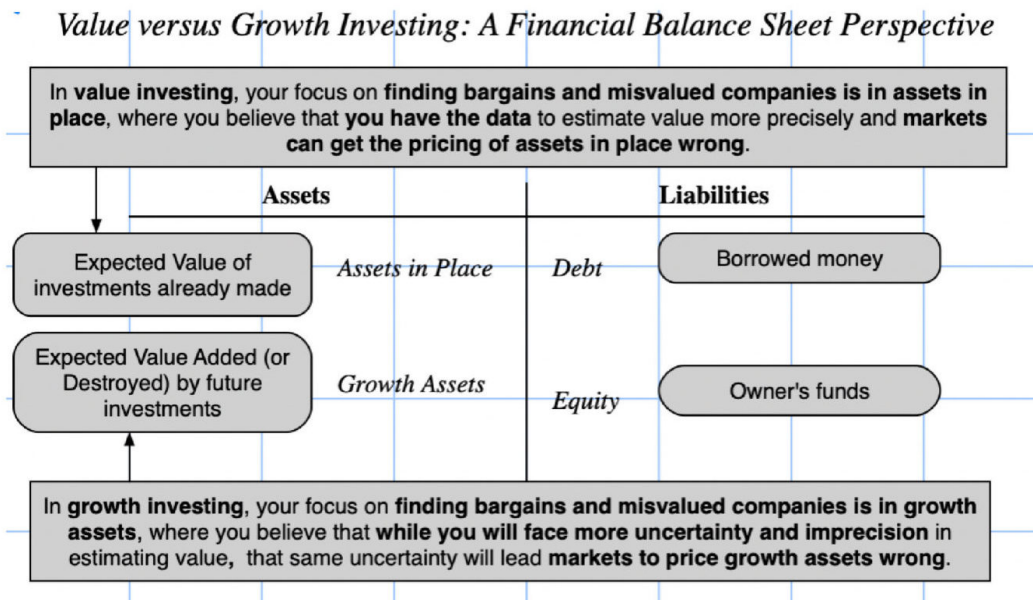 Value versus Growth Investing: A Financial Balance Sheet Perspective
In value investing, your focus on finding bargains and misvalued companies is in assets in
place, where you believe that you have the data to estimate value more precisely and markets
can get the pricing of assets in place wrong.
Assets
Liabilities
Expected Value of
investments already made
Assets in Place
Debt
Borrowed money
Expected Value Added (or
Destroyed) by future
investments
Growth Assets
Equity
Owner's funds
In growth investing, your focus on finding bargains and misvalued companies is in growth
assets, where you believe that while you will face more uncertainty and imprecision in
estimating value, that same uncertainty will lead markets to price growth assets wrong.